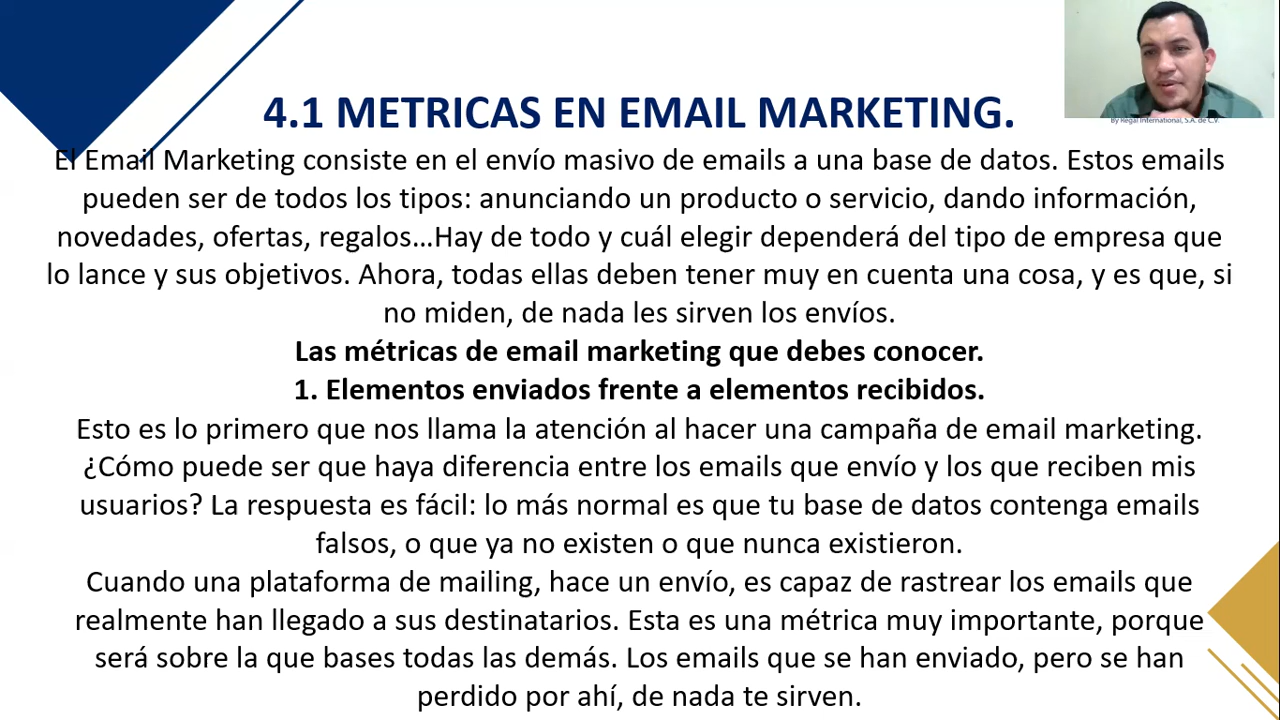 4.1 METRICAS EN EMAIL MARKETING.
By Regal International, S.A. de C.V.
El Email Marketing consiste en el envío masivo de emails a una base de datos. Estos emails
pueden ser de todos los tipos: anunciando un producto o servicio, dando información,
novedades, ofertas, regalos…Hay de todo y cuál elegir dependerá del tipo de empresa que
lo lance y sus objetivos. Ahora, todas ellas deben tener muy en cuenta una cosa, y es que, si
no miden, de nada les sirven los envíos.
Las métricas de email marketing que debes conocer.
1. Elementos enviados frente a elementos recibidos.
Esto es lo primero que nos llama la atención al hacer una campaña de email marketing.
¿Cómo puede ser que haya diferencia entre los emails que envío y los que reciben mis
usuarios? La respuesta es fácil: lo más normal es que tu base de datos contenga emails
falsos, o que ya no existen o que nunca existieron.
Cuando una plataforma de mailing, hace un envío, es capaz de rastrear los emails que
realmente han llegado a sus destinatarios. Esta es una métrica muy importante, porque
será sobre la que bases todas las demás. Los emails que se han enviado, pero se han
perdido por ahí, de nada te sirven.